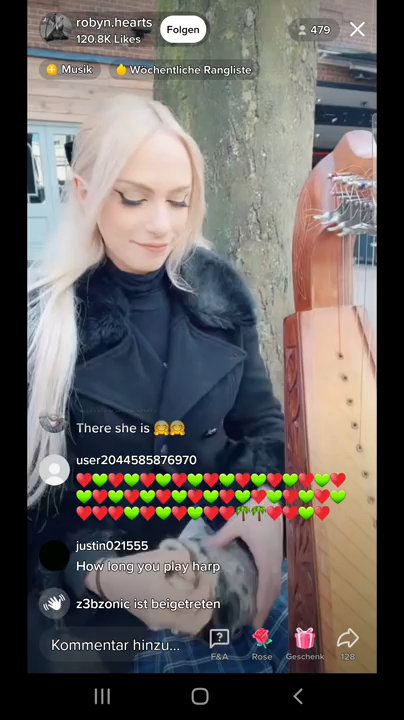 robyn.hearts
120.8K Likes
Folgen
479
Musik
Wöchentliche Rangliste
There she is 🤗🤗
user2044585876970
❤️💚❤️💚❤️💚❤️💚❤️💚❤️💚❤️💚❤️💚💚❤️❤️
💚❤️💚❤️💚❤️💚❤️💚❤️💚❤️💚❤️❤️❤️💚
❤️❤️❤️💚❤️💚❤️❤️💚❤️🌴🌴❤️❤️💚❤️
justin021555
How long you play harp
z3bzonic ist beigetreten
Kommentar hinzu...
F&A
Rose
Geschenk
128